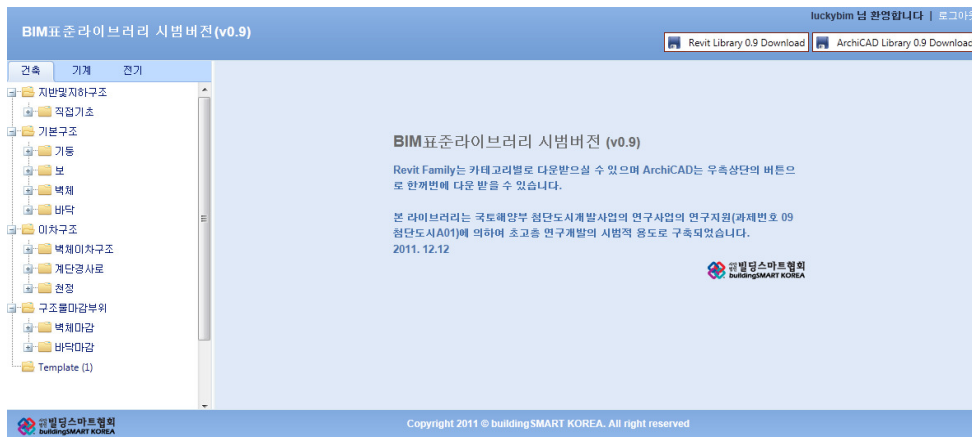 luckybim 님 환영합니다 | 로그아웃
BIM표준라이브러리 시범버전(v0.9)
Revit Library 0.9 Download
ArchiCAD Library 0.9 Download
건축 기계 전기
지반및지하구조
직접기초
기본구조
기둥
보
벽체
바닥
이차구조
벽체이차구조
계단경사로
천정
구조물마감부위
벽체마감
바닥마감
Template (1)
BIM표준라이브러리 시범버전 (v0.9)
Revit Family는 카테고리별로 다운받으실 수 있으며 ArchiCAD는 우측상단의 버튼으
로 한꺼번에 다운 받을 수 있습니다.
본 라이브러리는 국토해양부 첨단도시개발사업의 연구사업의 연구지원(과제번호 09
첨단도시A01)에 의하여 초고층 연구개발의 시범적 용도로 구축되었습니다.
2011. 12.12
빌딩스마트협회
buildingSMART KOREA
빌딩스마트협회
buildingSMART KOREA
Copyright 2011 © buildingSMART KOREA. All right reserved